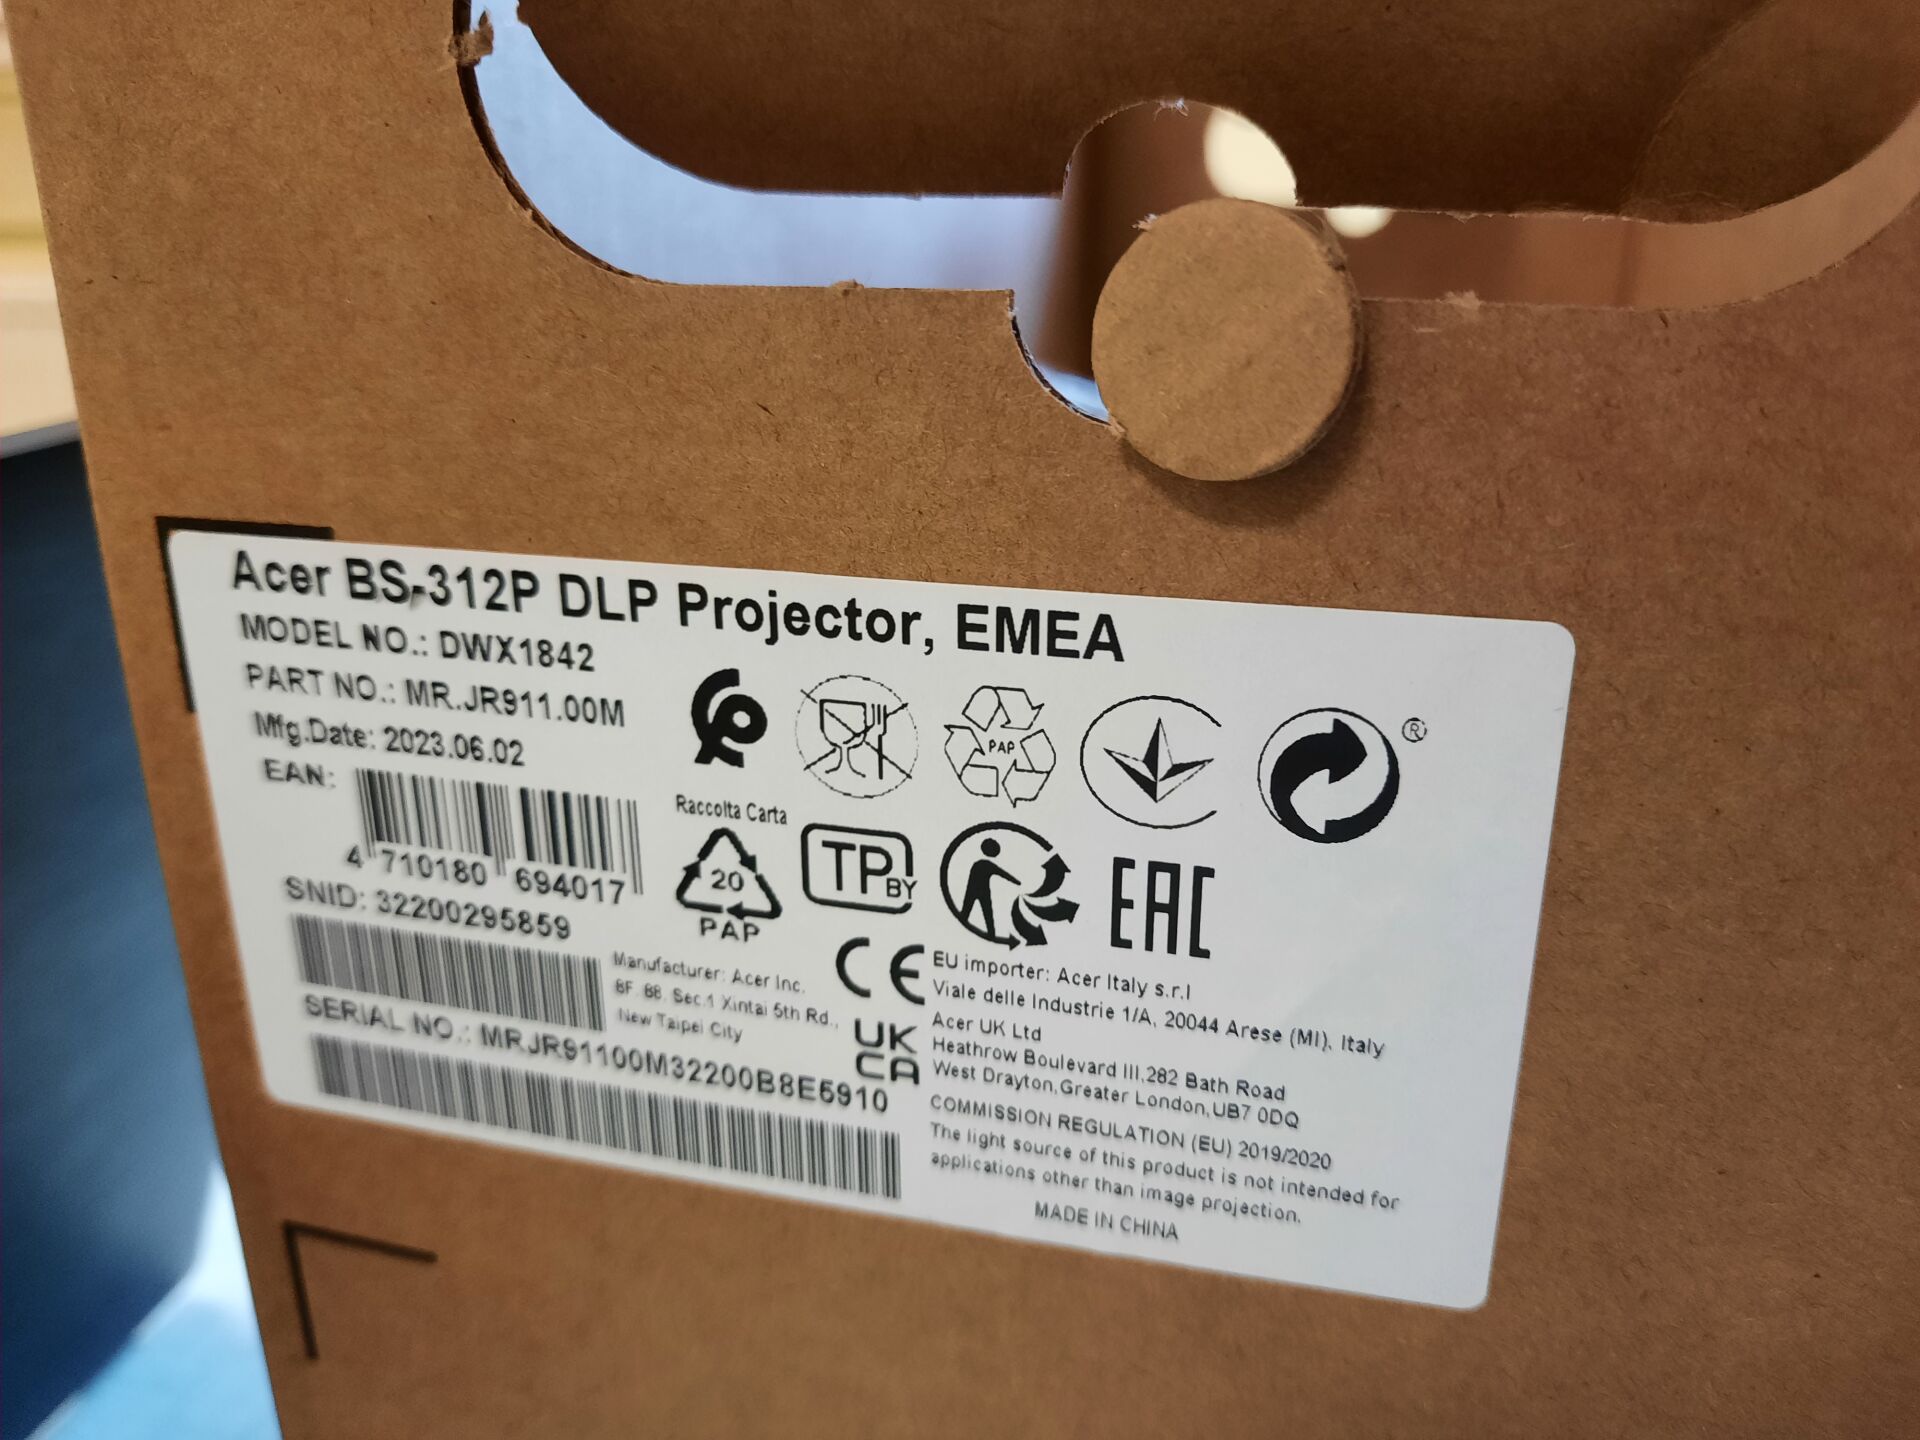 Acer BS-312P DLP Projector, EMEA
MODEL NO.: DWX1842
PART NO.: MR.JR911.00M
Mfg.Date: 2023.06.02
EAN:
4 710180 694017
SNID: 32200295859
SERIAL NO.: MRJR91100M32200B8E5910
PAP
®
Raccolta Carta
20
PAP
TP BY
EAC
Manufacturer: Acer Inc.
8F, 88, Sec.1 Xintai 5th Rd.,
New Taipei City
CE
UK
CA
EU importer: Acer Italy s.r.l
Viale delle Industrie 1/A, 20044 Arese (MI), Italy
Acer UK Ltd
Heathrow Boulevard III,282 Bath Road
West Drayton,Greater London,UB7 0DQ
COMMISSION REGULATION (EU) 2019/2020
The light source of this product is not intended for
applications other than image projection.
MADE IN CHINA